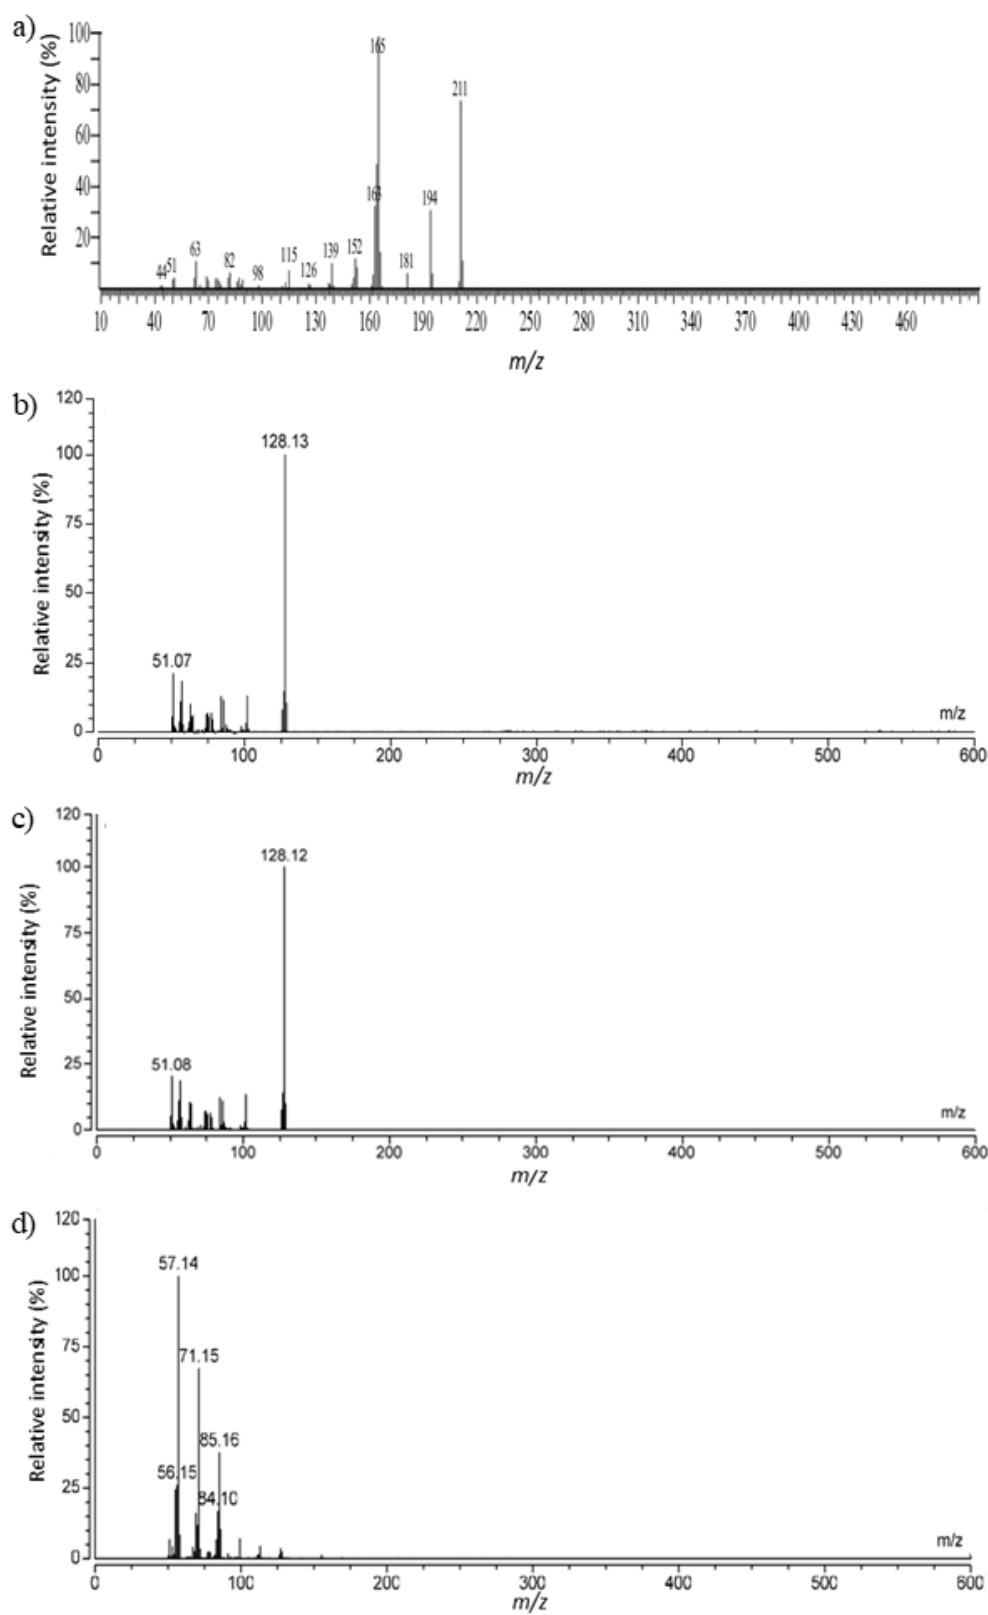 a)
Relative intensity (%)
100
80
60
40
20
44
51
63
82
98
115
126
139
152
163
165
181
194
211
10 40 70 100 130 160 190 220 250 280 310 340 370 400 430 460
m/z
b)
Relative intensity (%)
120
100
75
50
25
0
128.13
51.07
m/z
0 100 200 300 400 500 600
m/z
c)
Relative intensity (%)
120
100
75
50
25
0
128.12
51.08
m/z
0 100 200 300 400 500 600
m/z
d)
Relative intensity (%)
120
100
75
50
25
0
57.14
71.15
85.16
56.15
84.10
m/z
0 100 200 300 400 500 600
m/z